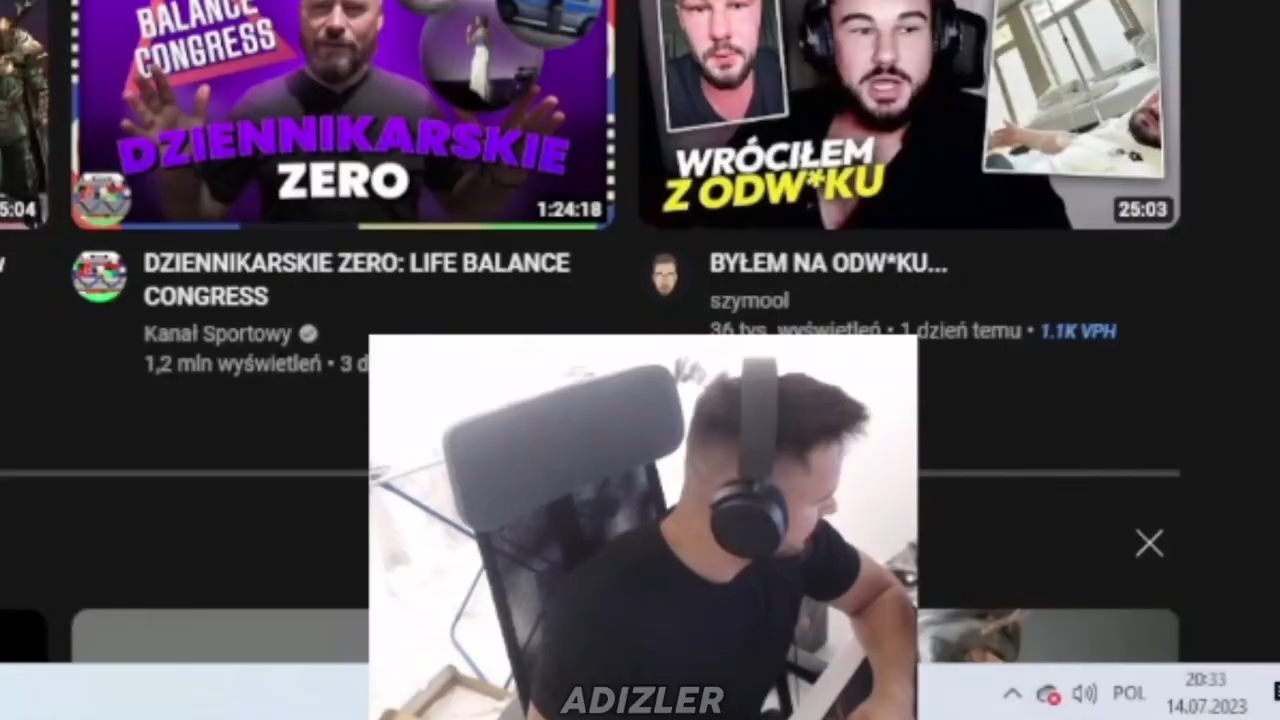 BALANCE
CONGRESS
DZIENNIKARSKIE
ZERO
5:04
1:24:18
WRÓCIŁEM
Z ODW*KU
25:03
DZIENNIKARSKIE ZERO: LIFE BALANCE
CONGRESS
Kanał Sportowy
1,2 mln wyświetleń • 3 d
BYŁEM NA ODW*KU...
szymool
36 tys. wyświetleń • 1 dzień temu • 1.1K VPH
ADIZLER
POL
20:33
14.07.2023